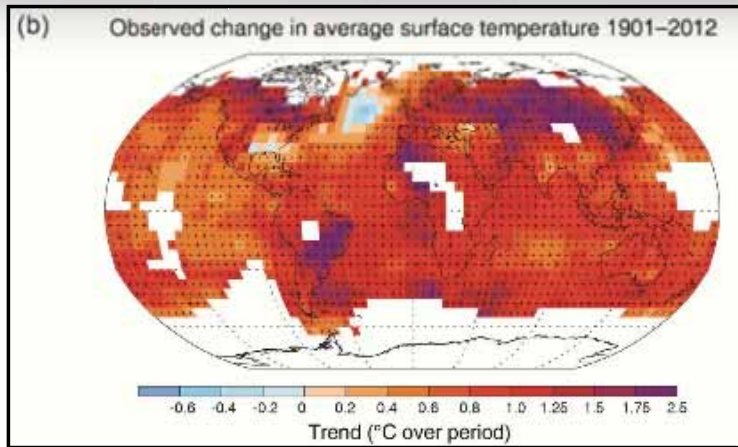 (b) Observed change in average surface temperature 1901–2012
-0.6 -0.4 -0.2 0 0.2 0.4 0.6 0.8 1.0 1.25 1.5 1.75 2.5
Trend (°C over period)